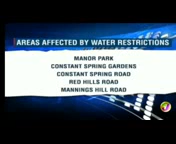 AREAS AFFECTED BY WATER RESTRICTIONS
MANOR PARK
CONSTANT SPRING GARDENS
CONSTANT SPRING ROAD
RED HILLS ROAD
MANNINGS HILL ROAD